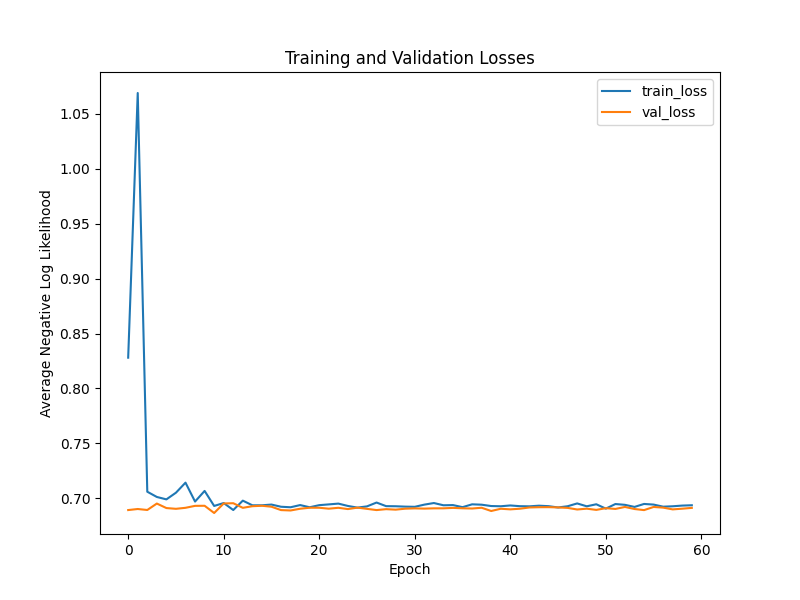 Training and Validation Losses
train_loss
val_loss
Average Negative Log Likelihood
1.05
1.00
0.95
0.90
0.85
0.80
0.75
0.70
0 10 20 30 40 50 60
Epoch